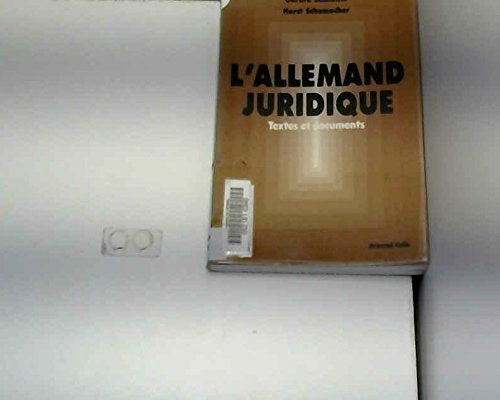 Horst Schumacher
L'ALLEMAND
JURIDIQUE
Textes et documents
Armand Colin